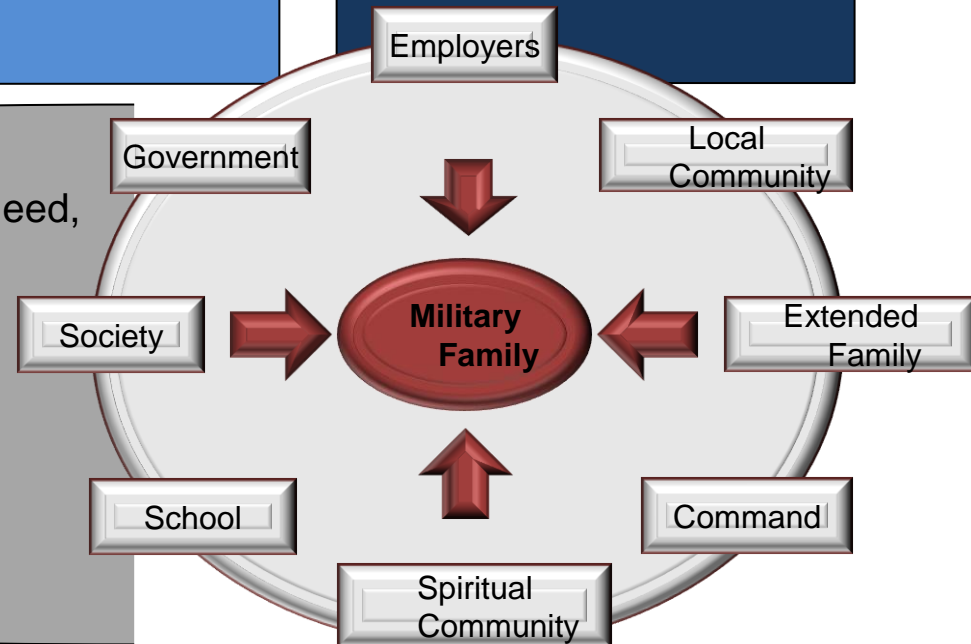 Employers
Government
Local
Community
eed,
Society
Military
Family
Extended
Family
School
Command
Spiritual
Community